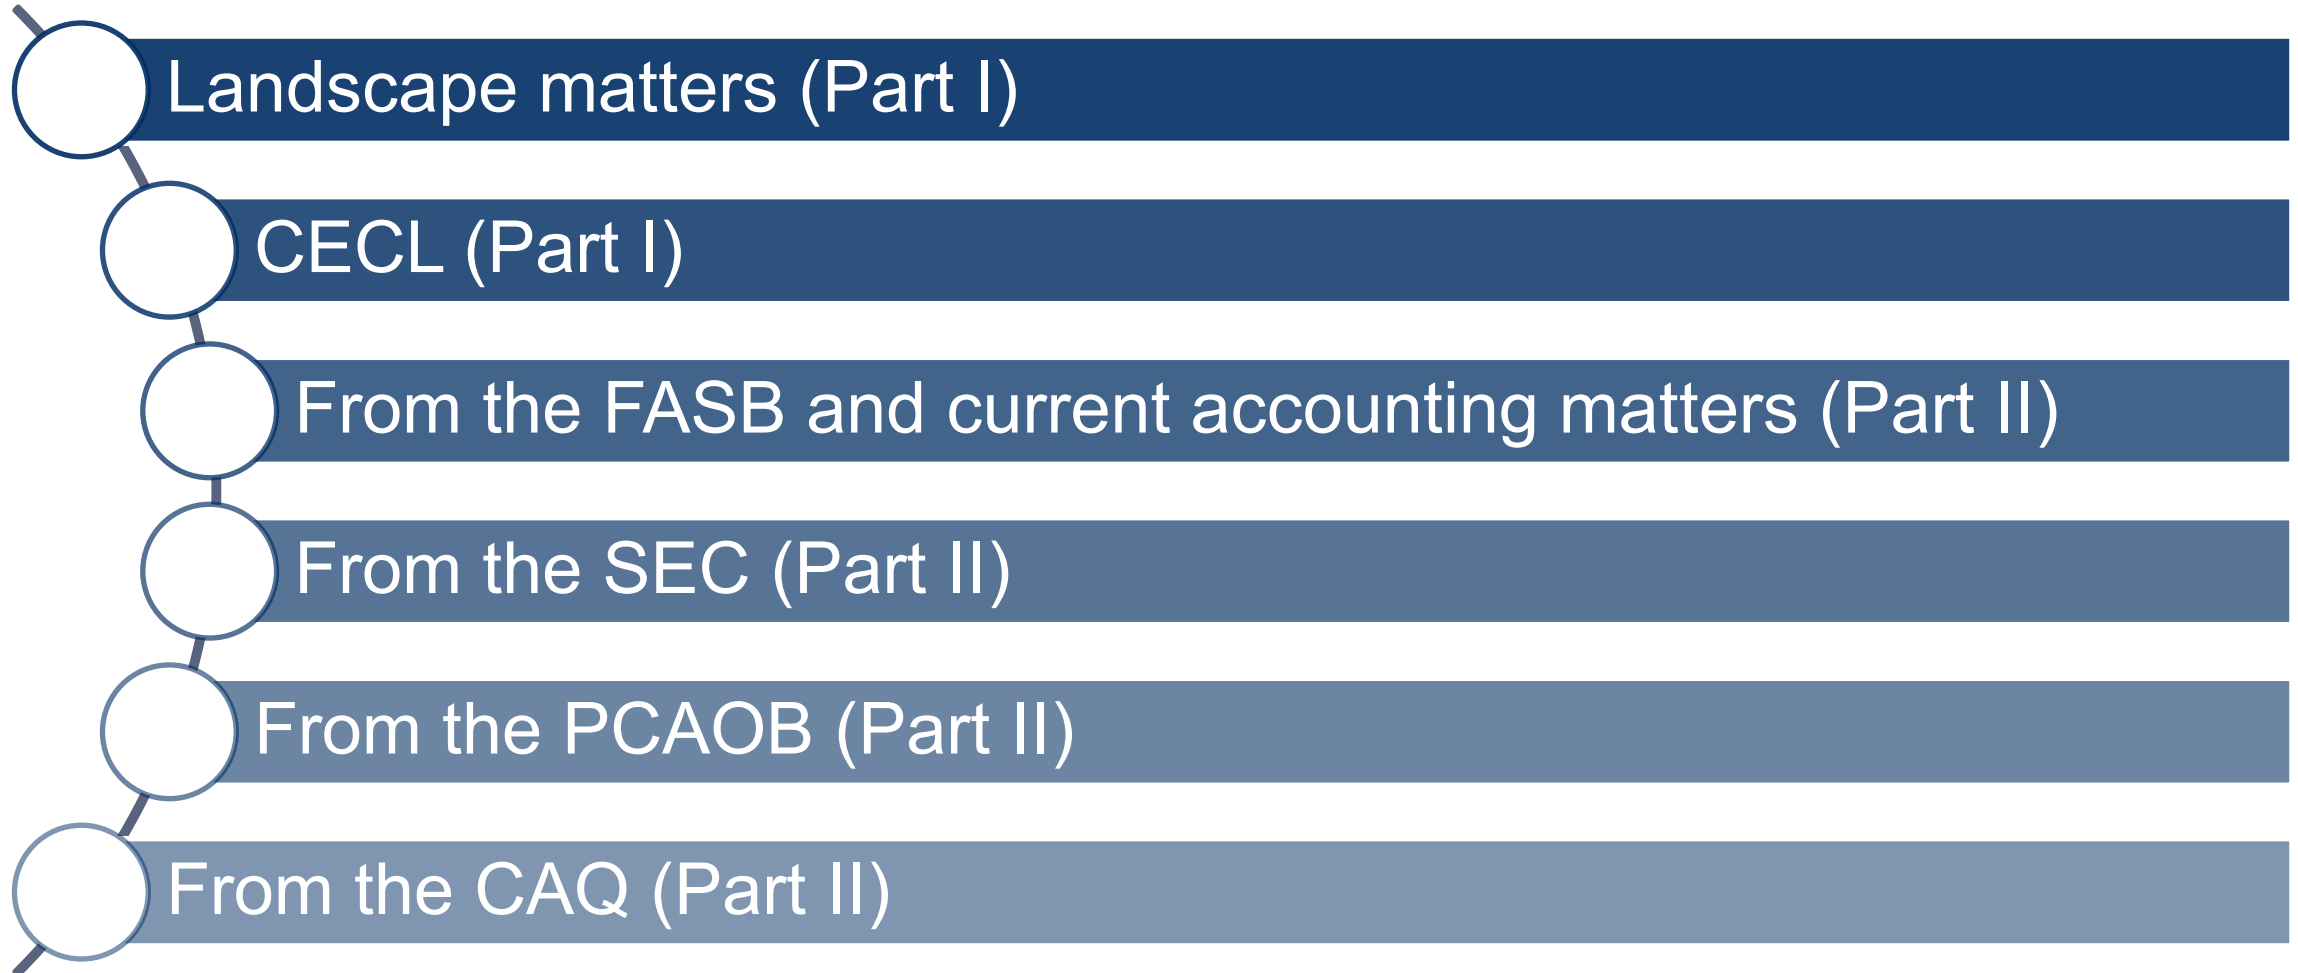 Landscape matters (Part I)
CECL (Part I)
From the FASB and current accounting matters (Part II)
From the SEC (Part II)
From the PCAOB (Part II)
From the CAQ (Part II)